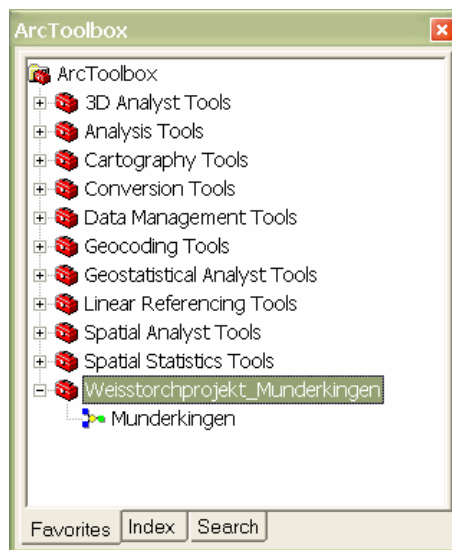 ArcToolbox
ArcToolbox
3D Analyst Tools
Analysis Tools
Cartography Tools
Conversion Tools
Data Management Tools
Geocoding Tools
Geostatistical Analyst Tools
Linear Referencing Tools
Spatial Analyst Tools
Spatial Statistics Tools
Weisstorchprojekt_Munderkingen
Munderkingen
Favorites Index Search